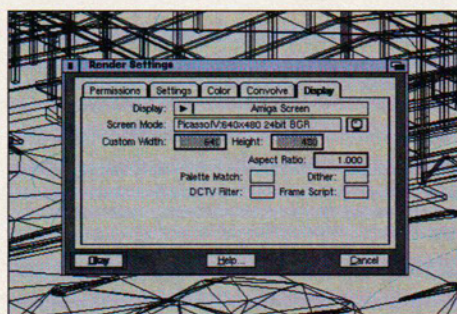 Render Settings
Permissions Settings Color Convolve Display
Display: Amiga Screen
Screen Mode: PicassoIV:640x480 24bit BGR
Custom Width: 640 Height: 480
Aspect Ratio: 1.000
Palette Match: Dither:
DCTV Filter: Frame Script:
Okay Help... Cancel